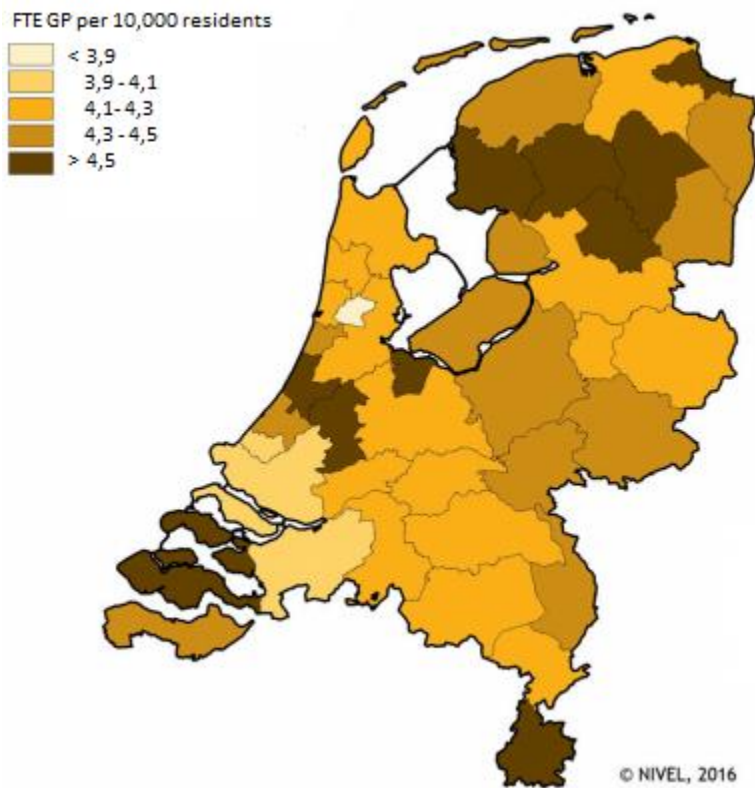 FTE GP per 10,000 residents
< 3,9
3,9 - 4,1
4,1- 4,3
4,3 - 4,5
> 4,5
© NIVEL, 2016